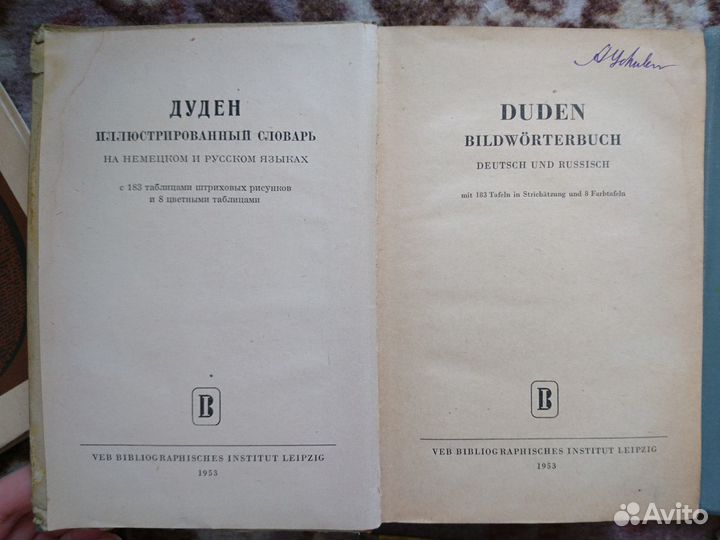 ДУДЕН
ИЛЛЮСТРИРОВАННЫЙ СЛОВАРЬ
НА НЕМЕЦКОМ И РУССКОМ ЯЗЫКАХ
с 183 таблицами штриховых рисунков
и 8 цветными таблицами
B
VEB BIBLIOGRAPHISCHES INSTITUT LEIPZIG
1953
DUDEN
BILDWÖRTERBUCH
DEUTSCH UND RUSSISCH
mit 183 Tafeln in Strichätzung und 8 Farbtafeln
B
VEB BIBLIOGRAPHISCHES INSTITUT LEIPZIG
1953
Avito